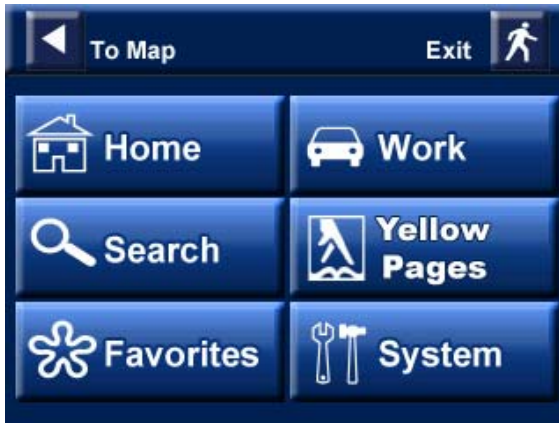 To Map
Exit
Home
Work
Search
Yellow
Pages
Favorites
System